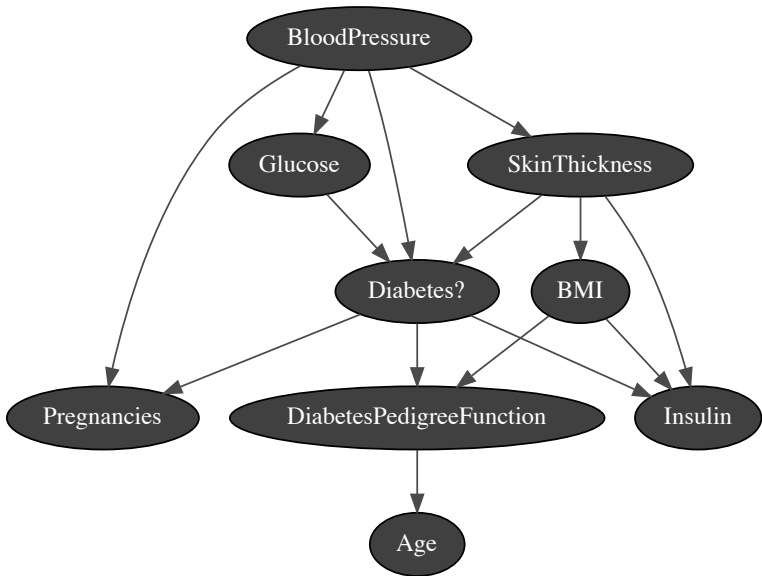 BloodPressure
Glucose
SkinThickness
Diabetes?
BMI
Pregnancies
DiabetesPedigreeFunction
Insulin
Age